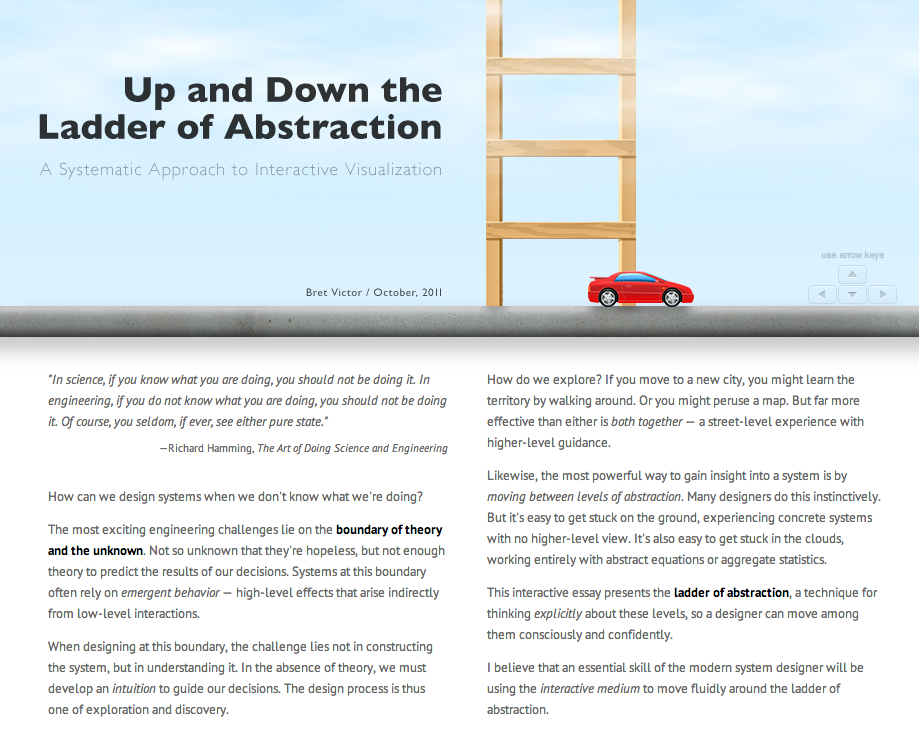 Up and Down the
Ladder of Abstraction
A Systematic Approach to Interactive Visualization
Bret Victor / October, 2011
use arrow keys
"In science, if you know what you are doing, you should not be doing it. In
engineering, if you do not know what you are doing, you should not be doing
it. Of course, you seldom, if ever, see either pure state."
—Richard Hamming, The Art of Doing Science and Engineering
How can we design systems when we don't know what we're doing?
The most exciting engineering challenges lie on the boundary of theory
and the unknown. Not so unknown that they're hopeless, but not enough
theory to predict the results of our decisions. Systems at this boundary
often rely on emergent behavior — high-level effects that arise indirectly
from low-level interactions.
When designing at this boundary, the challenge lies not in constructing
the system, but in understanding it. In the absence of theory, we must
develop an intuition to guide our decisions. The design process is thus
one of exploration and discovery.
How do we explore? If you move to a new city, you might learn the
territory by walking around. Or you might peruse a map. But far more
effective than either is both together — a street-level experience with
higher-level guidance.
Likewise, the most powerful way to gain insight into a system is by
moving between levels of abstraction. Many designers do this instinctively.
But it's easy to get stuck on the ground, experiencing concrete systems
with no higher-level view. It's also easy to get stuck in the clouds,
working entirely with abstract equations or aggregate statistics.
This interactive essay presents the ladder of abstraction, a technique for
thinking explicitly about these levels, so a designer can move among
them consciously and confidently.
I believe that an essential skill of the modern system designer will be
using the interactive medium to move fluidly around the ladder of
abstraction.